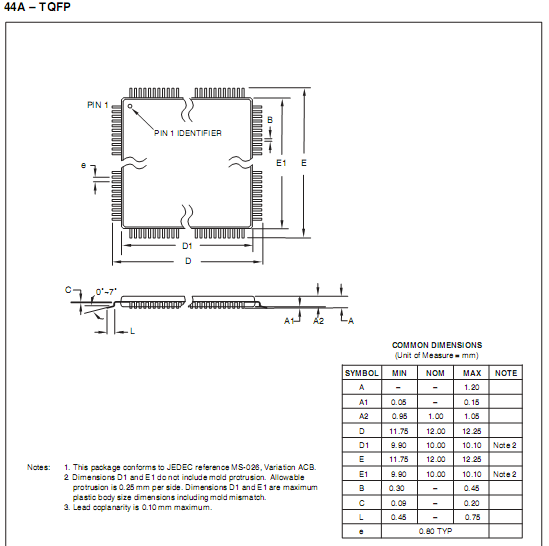 44A – TQFP
PIN 1
PIN 1 IDENTIFIER
B
E1
E
e
D1
D
C
0˚~7˚
L
A1
A2
A
COMMON DIMENSIONS
(Unit of Measure = mm)
SYMBOL MIN NOM MAX NOTE
A – – 1.20
A1 0.05 – 0.15
A2 0.95 1.00 1.05
D 11.75 12.00 12.25
D1 9.90 10.00 10.10 Note 2
E 11.75 12.00 12.25
E1 9.90 10.00 10.10 Note 2
B 0.30 – 0.45
C 0.09 – 0.20
L 0.45 – 0.75
e 0.80 TYP
Notes: 1. This package conforms to JEDEC reference MS-026, Variation ACB.
2. Dimensions D1 and E1 do not include mold protrusion. Allowable
protrusion is 0.25 mm per side. Dimensions D1 and E1 are maximum
plastic body size dimensions including mold mismatch.
3. Lead coplanarity is 0.10 mm maximum.